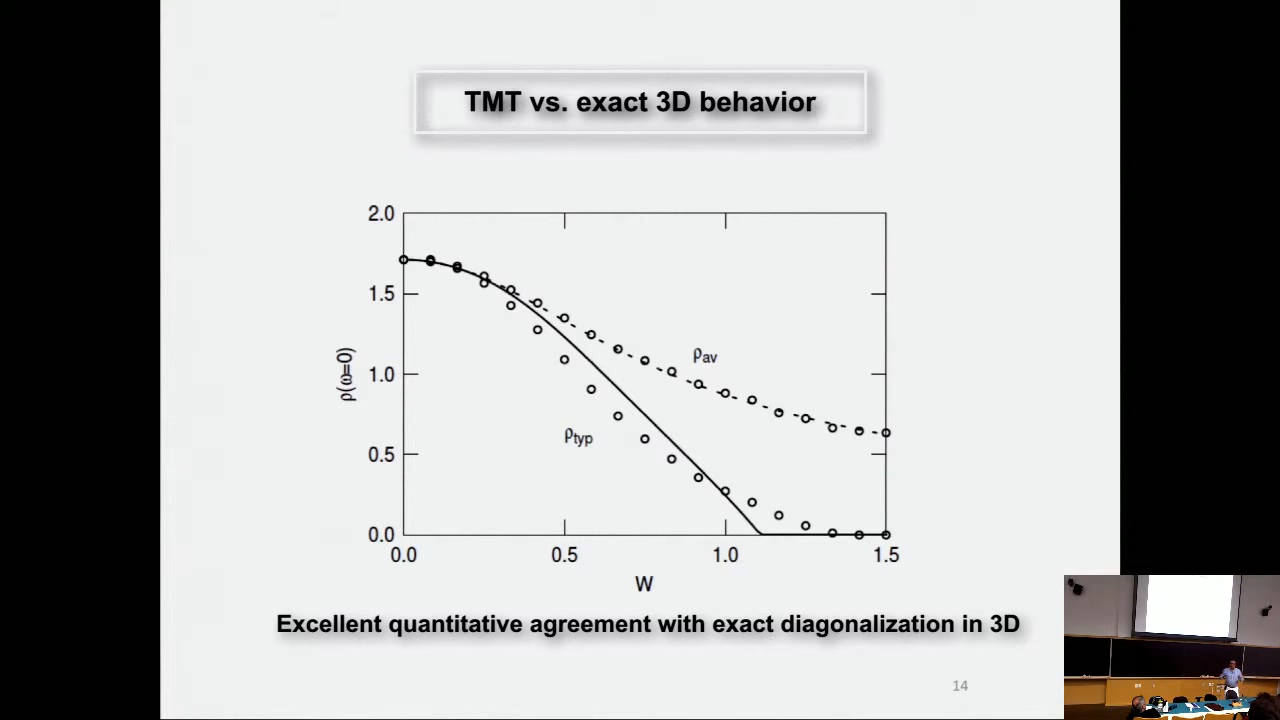 TMT vs. exact 3D behavior
2.0
1.5
1.0
0.5
0.0
ρ(ω=0)
ρav
ρtyp
0.0 0.5 1.0 1.5
W
Excellent quantitative agreement with exact diagonalization in 3D
14